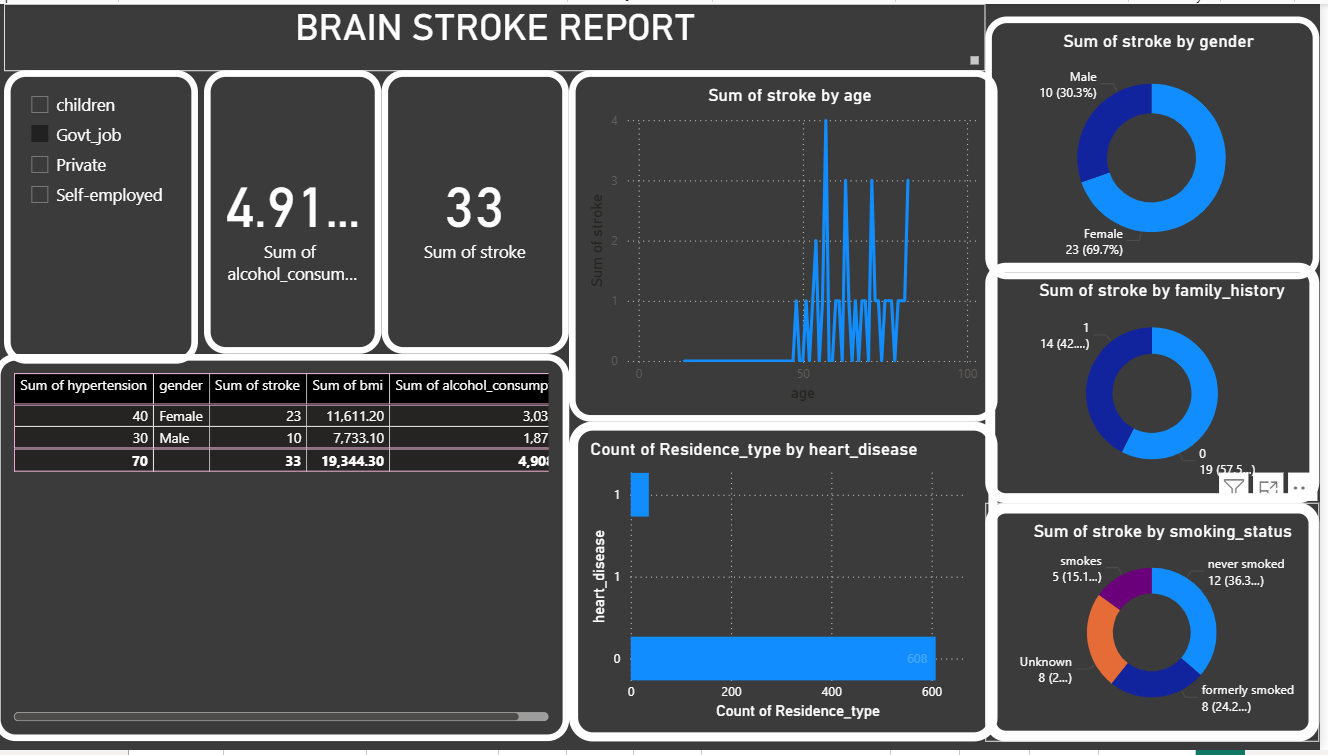 BRAIN STROKE REPORT
children
Govt_job
Private
Self-employed
4.91...
Sum of
alcohol_consum...
33
Sum of stroke
Sum of stroke by age
4
3
2
1
0
Sum of stroke
0 50 100
age
Sum of stroke by gender
Male
10 (30.3%)
Female
23 (69.7%)
Sum of stroke by family_history
1
14 (42....)
0
19 (57.5...)
Sum of hypertension gender Sum of stroke Sum of bmi Sum of alcohol_consump
40 Female 23 11,611.20 3,03
30 Male 10 7,733.10 1,87
70 33 19,344.30 4,908
Count of Residence_type by heart_disease
heart_disease
1
1
0
608
0 200 400 600
Count of Residence_type
Sum of stroke by smoking_status
smokes
5 (15.1...)
never smoked
12 (36.3...)
Unknown
8 (2...)
formerly smoked
8 (24.2...)